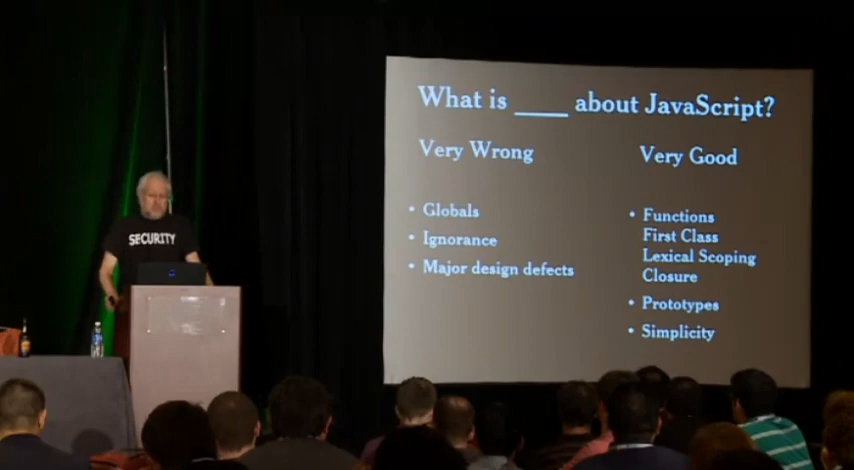 What is ____ about JavaScript?
Very Wrong
• Globals
• Ignorance
• Major design defects
Very Good
• Functions
First Class
Lexical Scoping
Closure
• Prototypes
• Simplicity
SECURITY